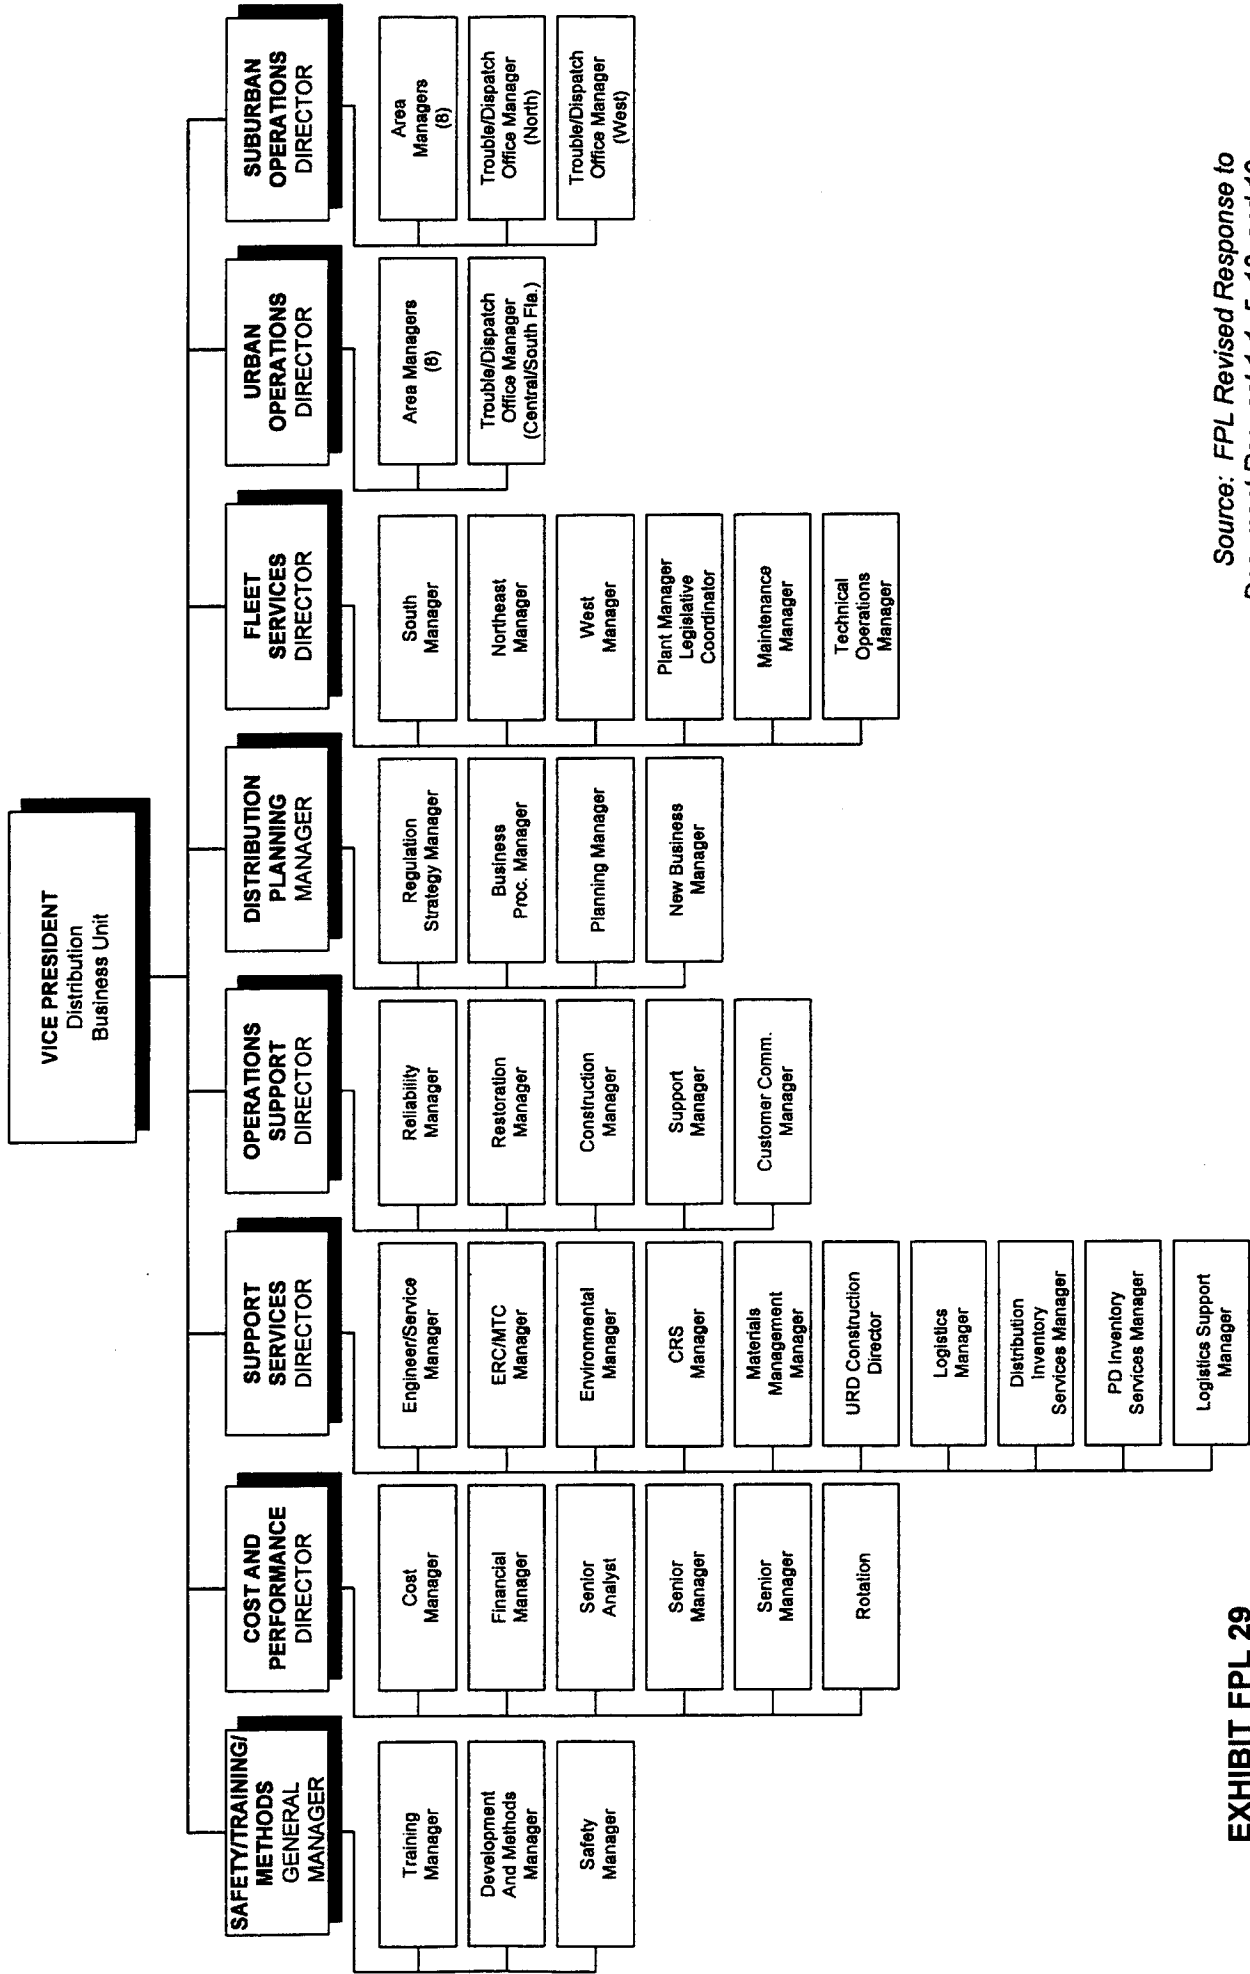 VICE PRESIDENT
Distribution
Business Unit
SAFETY/TRAINING/
METHODS
GENERAL
MANAGER
Training
Manager
Development
And Methods
Manager
Safety
Manager
COST AND
PERFORMANCE
DIRECTOR
Cost
Manager
Financial
Manager
Senior
Analyst
Senior
Manager
Senior
Manager
Rotation
SUPPORT
SERVICES
DIRECTOR
Engineer/Service
Manager
ERC/MTC
Manager
Environmental
Manager
CRS
Manager
Materials
Management
Manager
URD Construction
Director
Logistics
Manager
Distribution
Inventory
Services Manager
PD Inventory
Services Manager
Logistics Support
Manager
OPERATIONS
SUPPORT
DIRECTOR
Reliability
Manager
Restoration
Manager
Construction
Manager
Support
Manager
Customer Comm.
Manager
DISTRIBUTION
PLANNING
MANAGER
Regulation
Strategy Manager
Business
Proc. Manager
Planning Manager
New Business
Manager
FLEET
SERVICES
DIRECTOR
South
Manager
Northeast
Manager
West
Manager
Plant Manager
Legislative
Coordinator
Maintenance
Manager
Technical
Operations
Manager
URBAN
OPERATIONS
DIRECTOR
Area Managers
(8)
Trouble/Dispatch
Office Manager
(Central/South Fla.)
SUBURBAN
OPERATIONS
DIRECTOR
Area
Managers
(8)
Trouble/Dispatch
Office Manager
(North)
Trouble/Dispatch
Office Manager
(West)
EXHIBIT FPL 29
Source: FPL Revised Response to